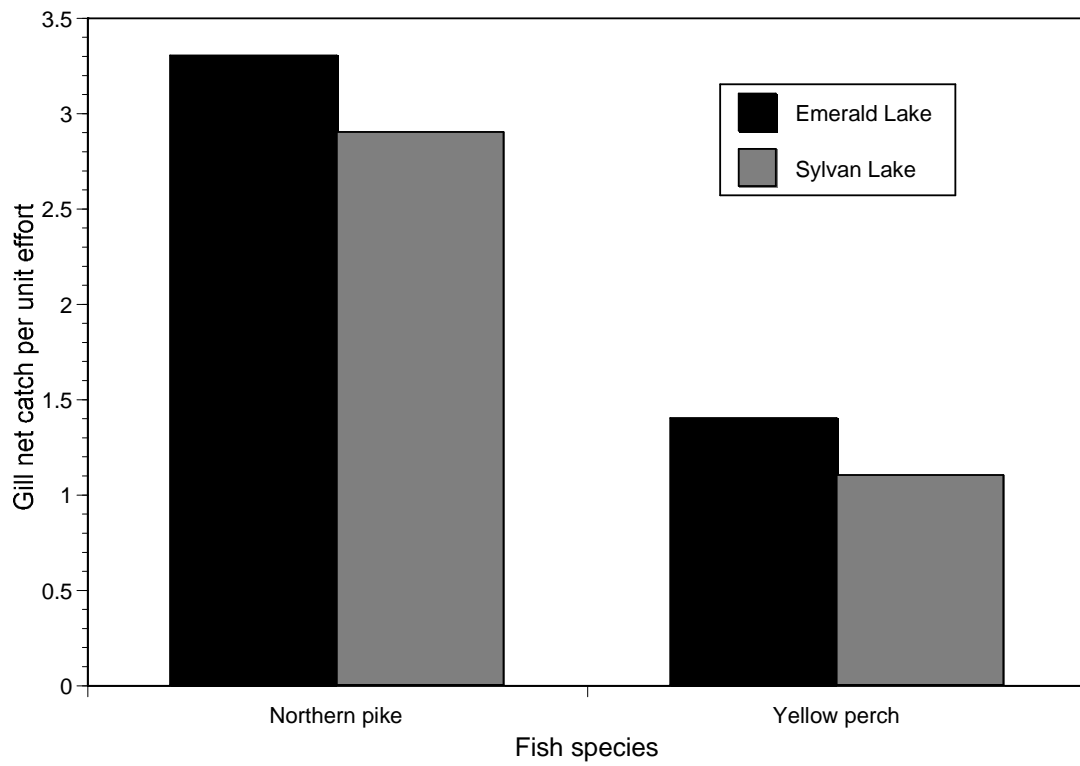 3.5
3
2.5
2
1.5
1
0.5
0
Gill net catch per unit effort
Emerald Lake
Sylvan Lake
Northern pike
Yellow perch
Fish species